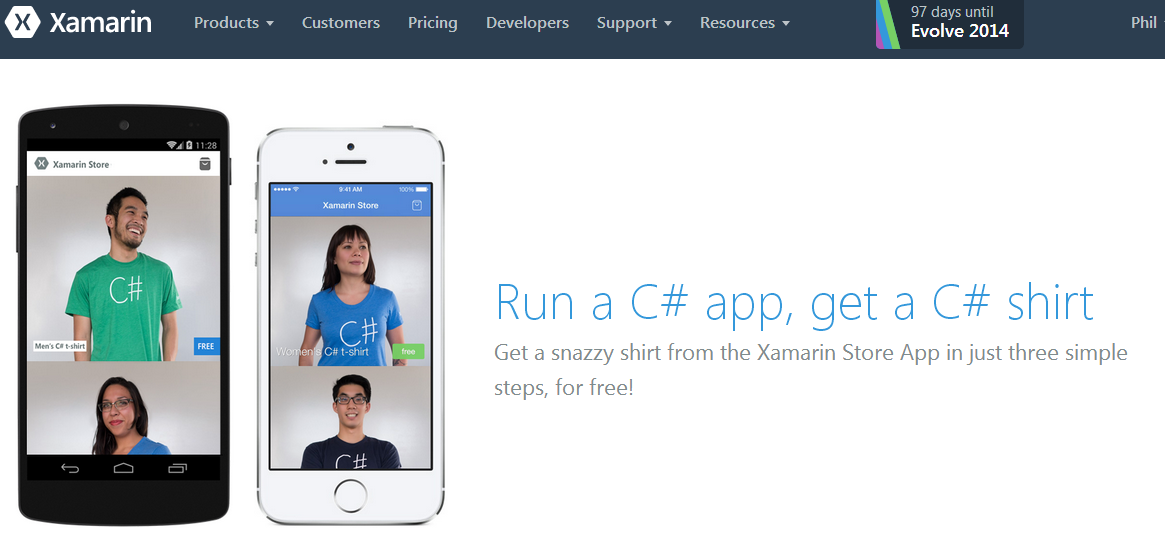 Xamarin
Products
Customers
Pricing
Developers
Support
Resources
97 days until
Evolve 2014
Phil
11:28
Xamarin Store
C#
Men's C# t-shirt
FREE
9:41 AM
100%
Xamarin Store
C#
Women's C# t-shirt
free
C#
Run a C# app, get a C# shirt
Get a snazzy shirt from the Xamarin Store App in just three simple
steps, for free!